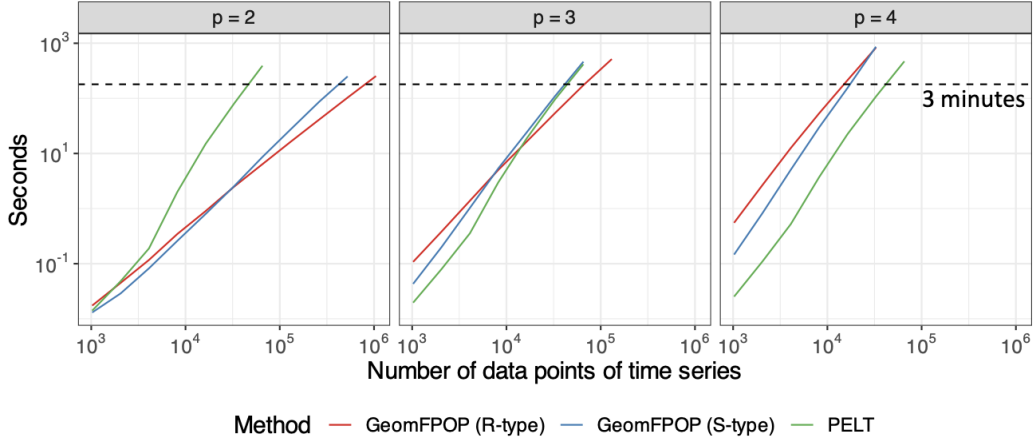 p = 2 p = 3 p = 4
10³
10¹
10⁻¹
Seconds
3 minutes
10³ 10⁴ 10⁵ 10⁶ 10³ 10⁴ 10⁵ 10⁶ 10³ 10⁴ 10⁵ 10⁶
Number of data points of time series
Method GeomFPOP (R-type) GeomFPOP (S-type) PELT